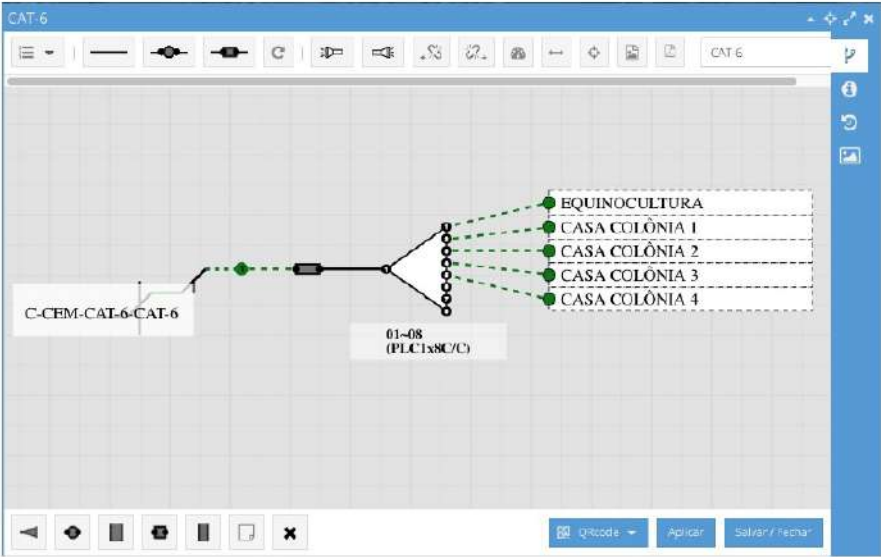 CAT-6
CAT 6
EQUINOCULTURA
CASA COLÔNIA 1
CASA COLÔNIA 2
CASA COLÔNIA 3
CASA COLÔNIA 4
C-CEM-CAT-6-CAT-6
01~08
(PLC1x8C/C)
QRcode
Aplicar
Salvar / Fechar